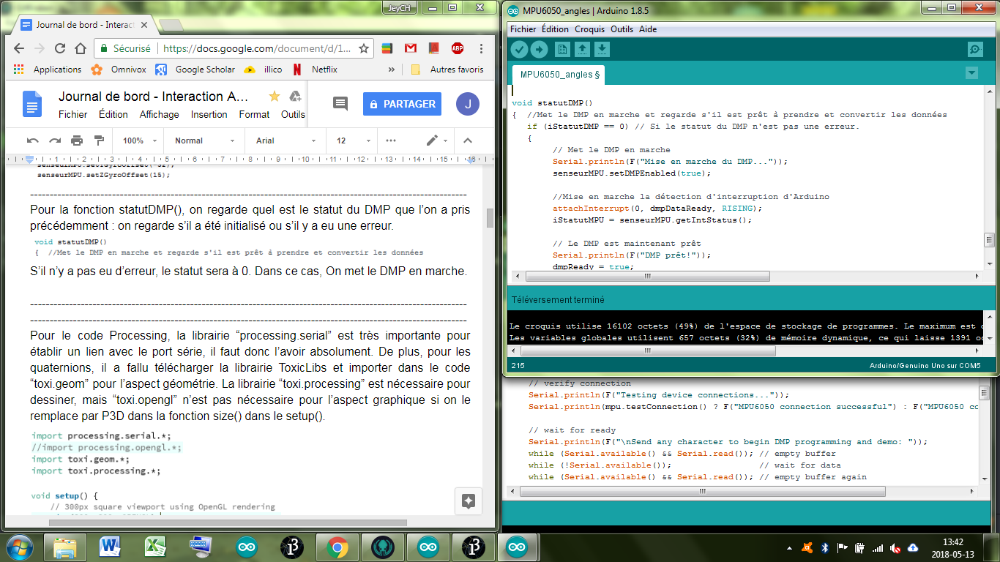 JeyCH
Journal de bord - Interact
Sécurisé
https://docs.google.com/document/d/1...
ABP
Applications
Omnivox
Google Scholar
illico
Netflix
»
Autres favoris
Journal de bord - Interaction A...
PARTAGER
J
Fichier Édition Affichage Insertion Format Outils
100% Normal Arial 12
1 2 3 4 5 6 7 8 9 10 11 12 13 14 15 16
senseurMPU.setZGyroOffset(15);
Pour la fonction statutDMP(), on regarde quel est le statut du DMP que l’on a pris
précédemment : on regarde s’il a été initialisé ou s’il y a eu une erreur.
void statutDMP()
{ //Met le DMP en marche et regarde s'il est prêt à prendre et convertir les données
S’il n’y a pas eu d’erreur, le statut sera à 0. Dans ce cas, On met le DMP en marche.
Pour le code Processing, la librairie “processing.serial” est très importante pour
établir un lien avec le port série, il faut donc l’avoir absolument. De plus, pour les
quaternions, il a fallu télécharger la librairie ToxicLibs et importer dans le code
“toxi.geom” pour l’aspect géométrie. La librairie “toxi.processing” est nécessaire pour
dessiner, mais “toxi.opengl” n’est pas nécessaire pour l’aspect graphique si on le
remplace par P3D dans la fonction size() dans le setup().
import processing.serial.*;
//import processing.opengl.*;
import toxi.geom.*;
import toxi.processing.*;
void setup() {
// 300px square viewport using OpenGL rendering
MPU6050_angles | Arduino 1.8.5
Fichier Édition Croquis Outils Aide
MPU6050_angles §
void statutDMP()
{ //Met le DMP en marche et regarde s'il est prêt à prendre et convertir les données
if (iStatutDMP == 0) // Si le statut du DMP n'est pas une erreur.
{
// Met le DMP en marche
Serial.println(F("Mise en marche du DMP..."));
senseurMPU.setDMPEnabled(true);
//Mise en marche la détection d'interruption d'Arduino
attachInterrupt(0, dmpDataReady, RISING);
iStatutMPU = senseurMPU.getIntStatus();
// Le DMP est maintenant prêt
Serial.println(F("DMP prêt!"));
dmpReady = true;
Téléversement terminé
Le croquis utilise 16102 octets (49%) de l'espace de stockage de programmes. Le maximum est
Les variables globales utilisent 657 octets (32%) de mémoire dynamique, ce qui laisse 1391
215
Arduino/Genuino Uno sur COM5
// verify connection
Serial.println(F("Testing device connections..."));
Serial.println(mpu.testConnection() ? F("MPU6050 connection successful") : F("MPU6050 co
// wait for ready
Serial.println(F("\nSend any character to begin DMP programming and demo: "));
while (Serial.available() && Serial.read()); // empty buffer
while (!Serial.available()); // wait for data
while (Serial.available() && Serial.read()); // empty buffer again
13:42
2018-05-13